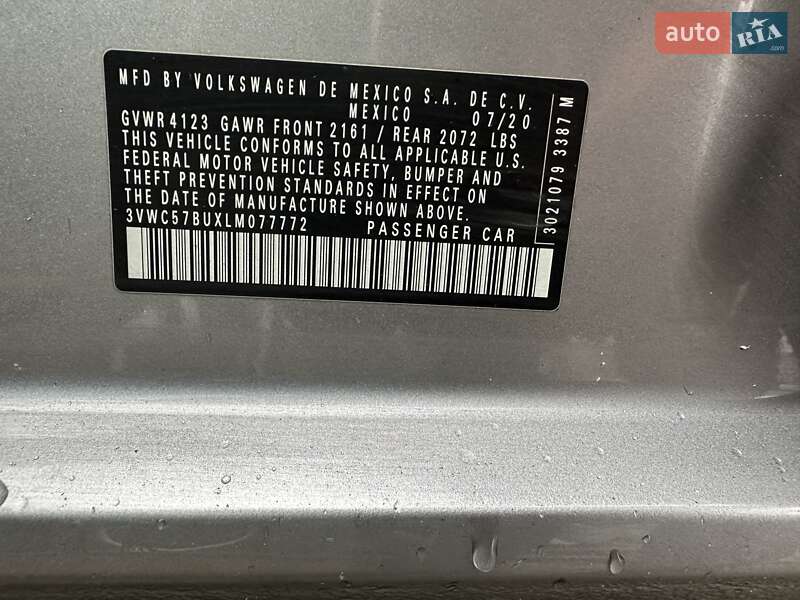 auto RIA
.com
MFD BY VOLKSWAGEN DE MEXICO S.A. DE C.V.
MEXICO 07/20
GVWR 4123 GAWR FRONT 2161 / REAR 2072 LBS
THIS VEHICLE CONFORMS TO ALL APPLICABLE U.S.
FEDERAL MOTOR VEHICLE SAFETY, BUMPER AND
THEFT PREVENTION STANDARDS IN EFFECT ON
THE DATE OF MANUFACTURE SHOWN ABOVE.
3VWC57BUXLM077772 PASSENGER CAR
3021079 3387 M